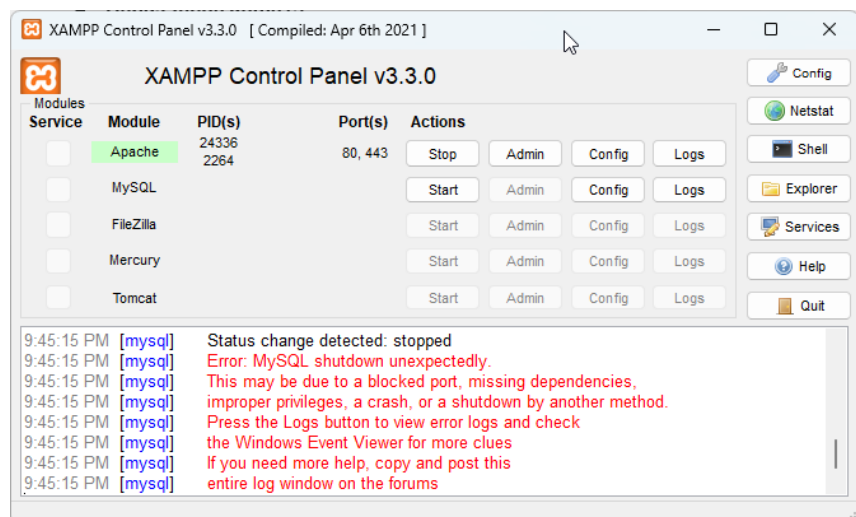 XAMPP Control Panel v3.3.0 [ Compiled: Apr 6th 2021 ]
XAMPP Control Panel v3.3.0
Config
Modules
Service Module PID(s) Port(s) Actions
Netstat
Apache 24336 2264 80, 443 Stop Admin Config Logs
Shell
MySQL Start Admin Config Logs
Explorer
FileZilla Start Admin Config Logs
Services
Mercury Start Admin Config Logs
Help
Tomcat Start Admin Config Logs
Quit
9:45:15 PM [mysql] Status change detected: stopped
9:45:15 PM [mysql] Error: MySQL shutdown unexpectedly.
9:45:15 PM [mysql] This may be due to a blocked port, missing dependencies,
9:45:15 PM [mysql] improper privileges, a crash, or a shutdown by another method.
9:45:15 PM [mysql] Press the Logs button to view error logs and check
9:45:15 PM [mysql] the Windows Event Viewer for more clues
9:45:15 PM [mysql] If you need more help, copy and post this
9:45:15 PM [mysql] entire log window on the forums